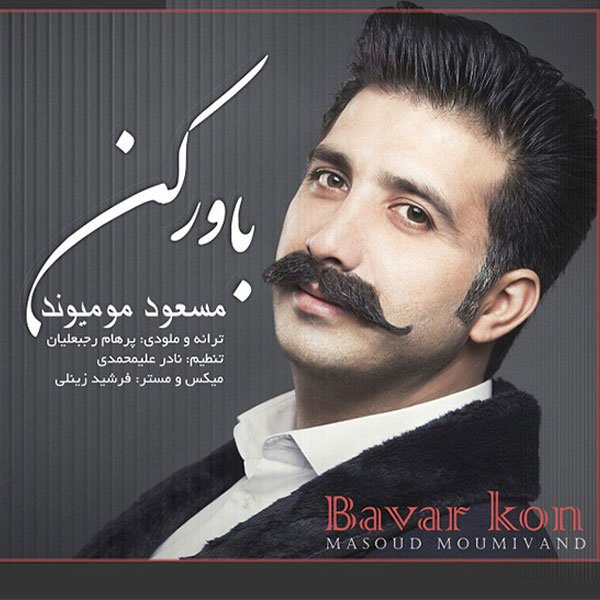 باور کن
مسعود مومیوند
ترانه و ملودی: پرهام رجبعلیان
تنظیم: نادر علیمحمدی
میکس و مستر: فرشید زینلی
Bavar kon
MASOUD MOUMIVAND